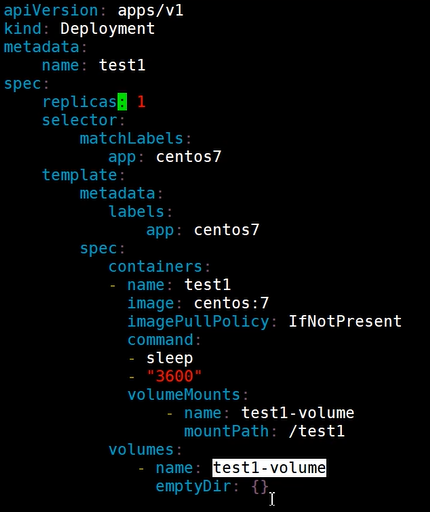 apiVersion: apps/v1
kind: Deployment
metadata:
    name: test1
spec:
    replicas: 1
    selector:
        matchLabels:
           app: centos7
    template:
        metadata:
           labels:
               app: centos7
        spec:
           containers:
           - name: test1
             image: centos:7
             imagePullPolicy: IfNotPresent
             command:
             - sleep
             - "3600"
             volumeMounts:
                 - name: test1-volume
                   mountPath: /test1
           volumes:
              - name: test1-volume
                emptyDir: {}